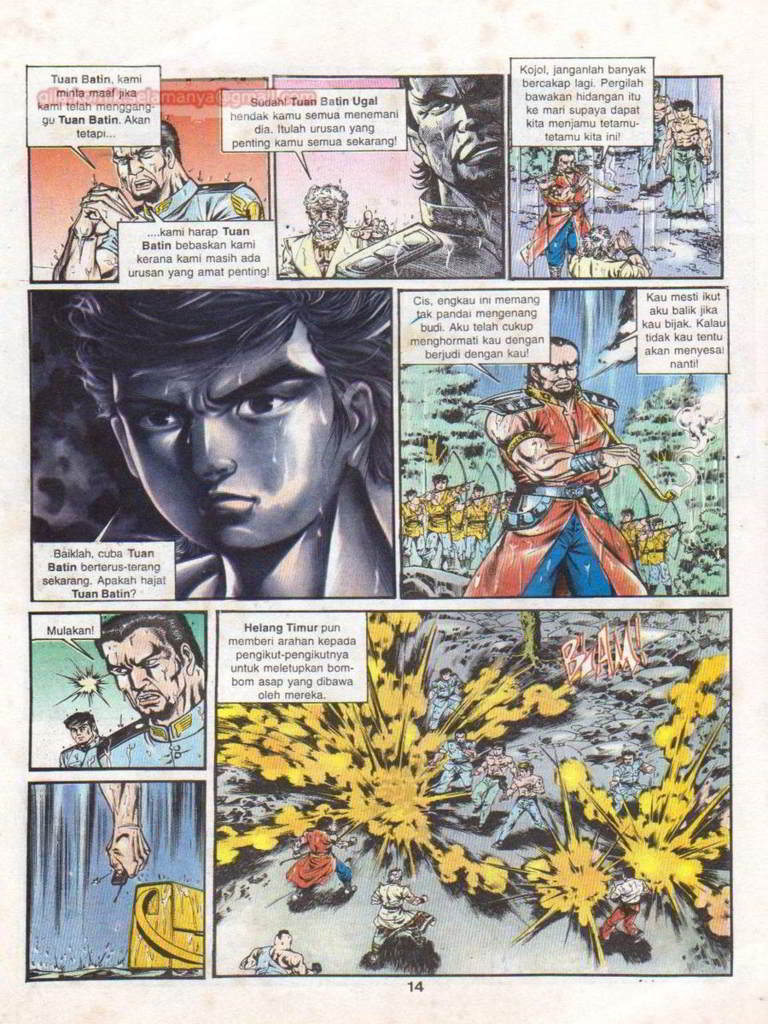 Tuan Batin, kami
minta maaf jika
kami telah menggang-
gu Tuan Batin. Akan
tetapi...
....kami harap Tuan
Batin bebaskan kami
kerana kami masih ada
urusan yang amat penting!
Sudah! Tuan Batin Ugal
hendak kamu semua menemani
dia. Itulah urusan yang
penting kamu semua sekarang!
Kojol, janganlah banyak
bercakap lagi. Pergilah
bawakan hidangan itu
ke mari supaya dapat
kita menjamu tetamu-
tetamu kita ini!
Baiklah, cuba Tuan
Batin berterus-terang
sekarang. Apakah hajat
Tuan Batin?
Cis, engkau ini memang
tak pandai mengenang
budi. Aku telah cukup
menghormati kau dengan
berjudi dengan kau!
Kau mesti ikut
aku balik jika
kau bijak. Kalau
tidak kau tentu
akan menyesal
nanti!
Mulakan!
Helang Timur pun
memberi arahan kepada
pengikut-pengikutnya
untuk meletupkan bom-
bom asap yang dibawa
oleh mereka.
BLAM!
14